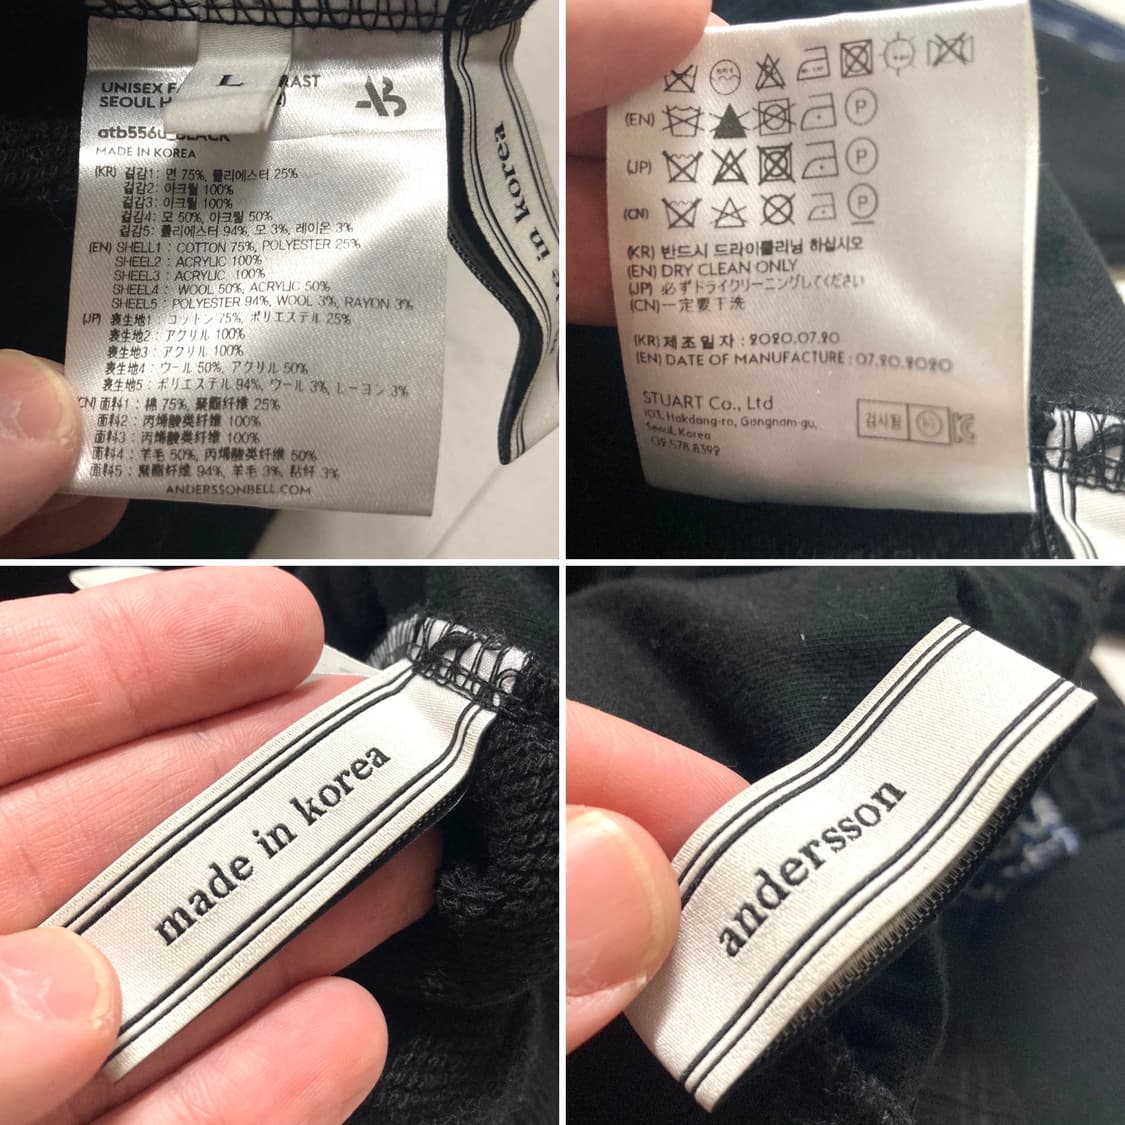 UNISEX
L
RAST
SEOUL
atb556u_BLACK
MADE IN KOREA
(KR) 겉감1: 면 75%, 폴리에스터 25%
겉감2: 아크릴 100%
겉감3: 아크릴 100%
겉감4: 모 50%, 아크릴 50%
겉감5: 폴리에스터 94%, 모 3%, 레이온 3%
(EN) SHELL1 : COTTON 75%, POLYESTER 25%
SHEEL2 : ACRYLIC 100%
SHEEL3 : ACRYLIC 100%
SHEEL4 : WOOL 50%, ACRYLIC 50%
SHEEL5 : POLYESTER 94%, WOOL 3%, RAYON 3%
(JP) 表生地1 : コットン 75%, ポリエステル 25%
表生地2 : アクリル 100%
表生地3 : アクリル 100%
表生地4 : ウール 50%, アクリル 50%
表生地5 : ポリエステル 94%, ウール 3%, レーヨン 3%
(CN) 面料1 : 棉 75%, 聚酯纤维 25%
面料2 : 丙烯酸类纤维 100%
面料3 : 丙烯酸类纤维 100%
面料4 : 羊毛 50%, 丙烯酸类纤维 50%
面料5 : 聚酯纤维 94%, 羊毛 3%, 粘纤 3%
ANDERSSONBELL.COM
in korea
(EN) P
(JP) P
(CN) P
(KR) 반드시 드라이클리닝 하십시오
(EN) DRY CLEAN ONLY
(JP) 必ずドライクリーニングしてください
(CN) 一定要干洗
(KR) 제조일자 : 2020.07.20
(EN) DATE OF MANUFACTURE : 07.20.2020
STUART Co., Ltd
103, Hakdang-ro, Gangnam-gu,
Seoul, Korea
02.578.8392
made in korea
andersson